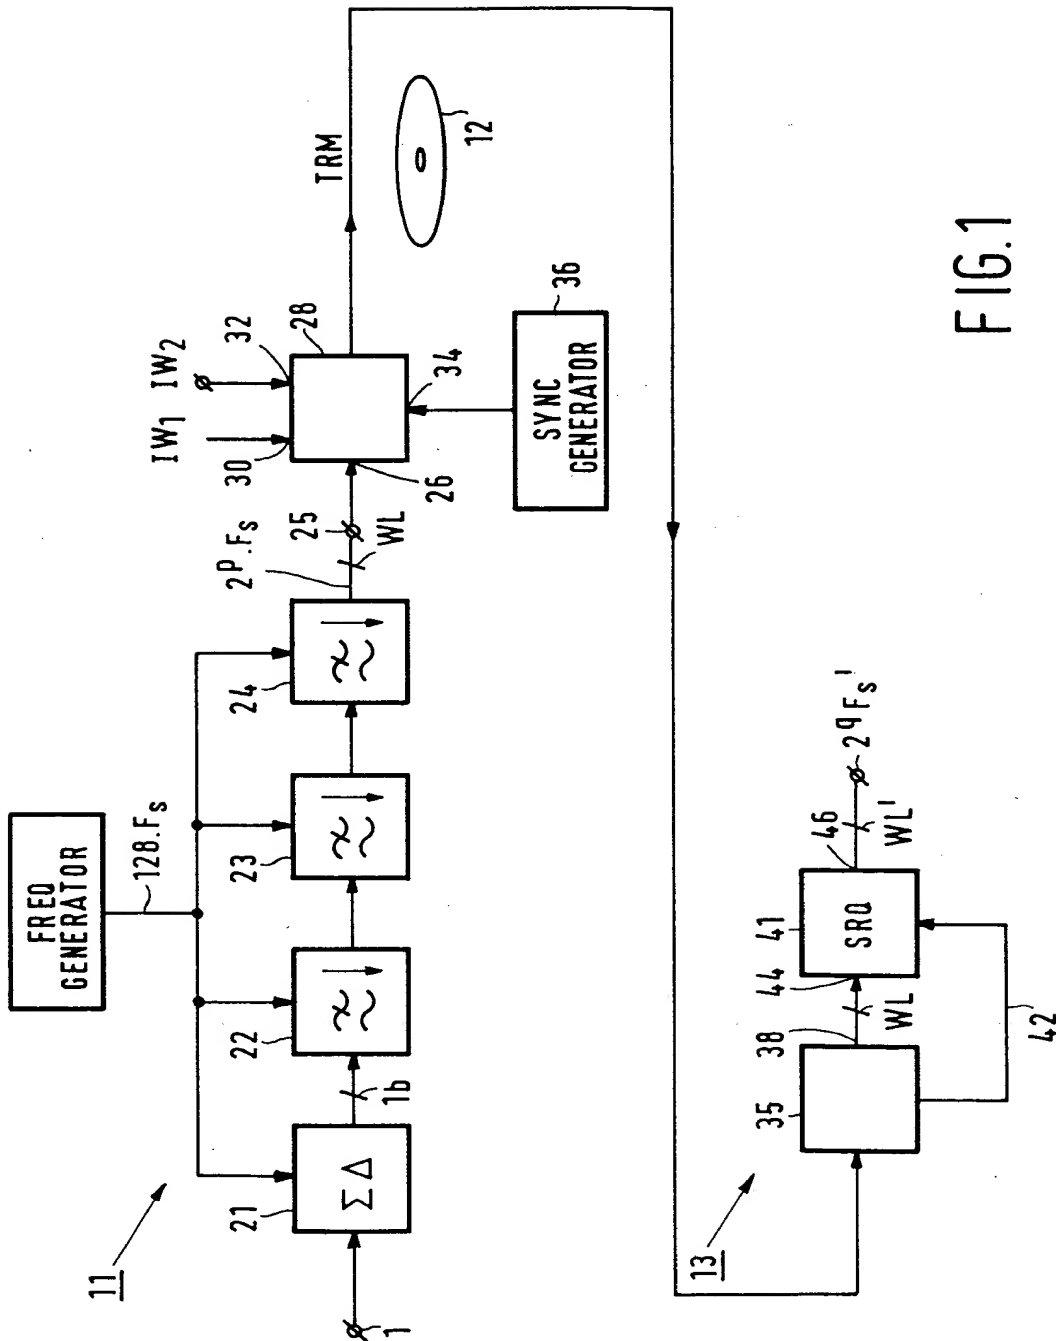 FREQ
GENERATOR
128.Fs
11
1
21
ΣΔ
1b
22
23
24
2P.Fs
25
WL
26
IW1
IW2
30
32
28
34
SYNC
GENERATOR
36
TRM
12
13
35
38
WL
44
41
SRQ
46
WL'
2qFs'
42
FIG.1